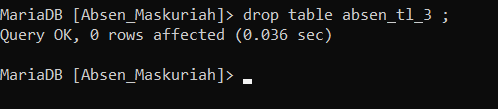 MariaDB [Absen_Maskuriah]> drop table absen_tl_3 ;
Query OK, 0 rows affected (0.036 sec)
MariaDB [Absen_Maskuriah]>